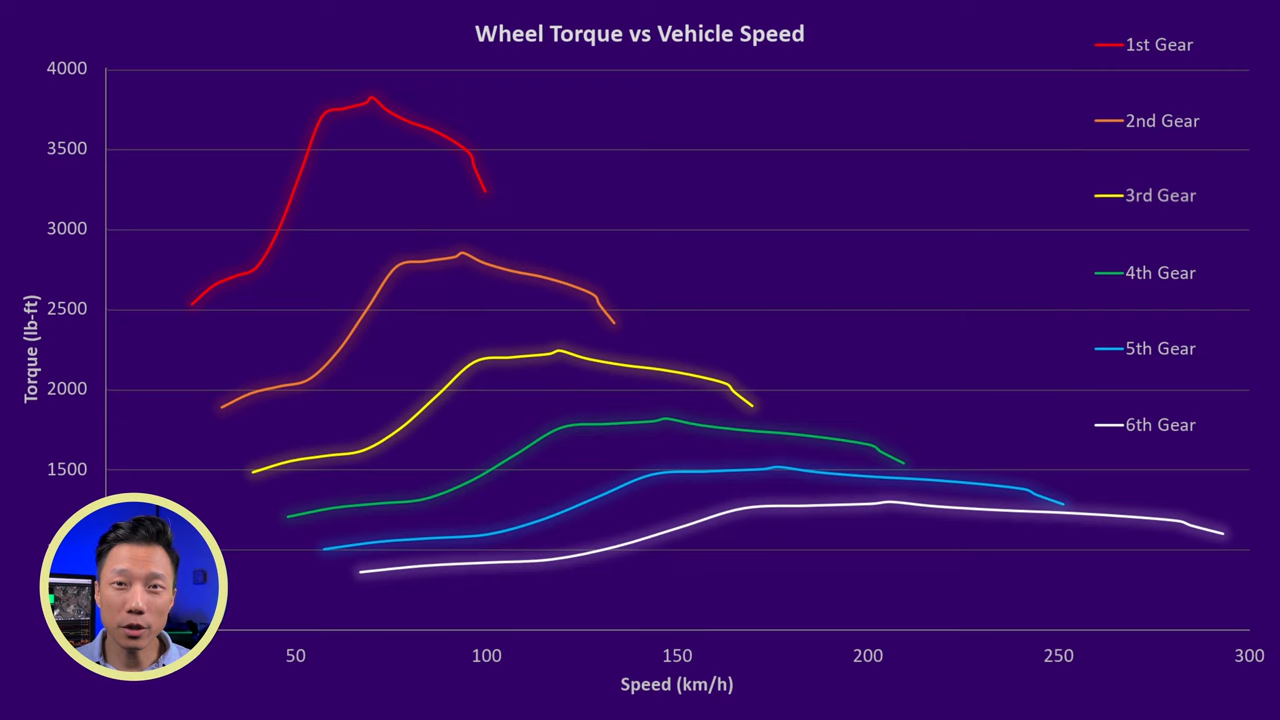 Wheel Torque vs Vehicle Speed
1st Gear
2nd Gear
3rd Gear
4th Gear
5th Gear
6th Gear
4000
3500
3000
2500
2000
1500
Torque (lb-ft)
50
100
150
200
250
300
Speed (km/h)